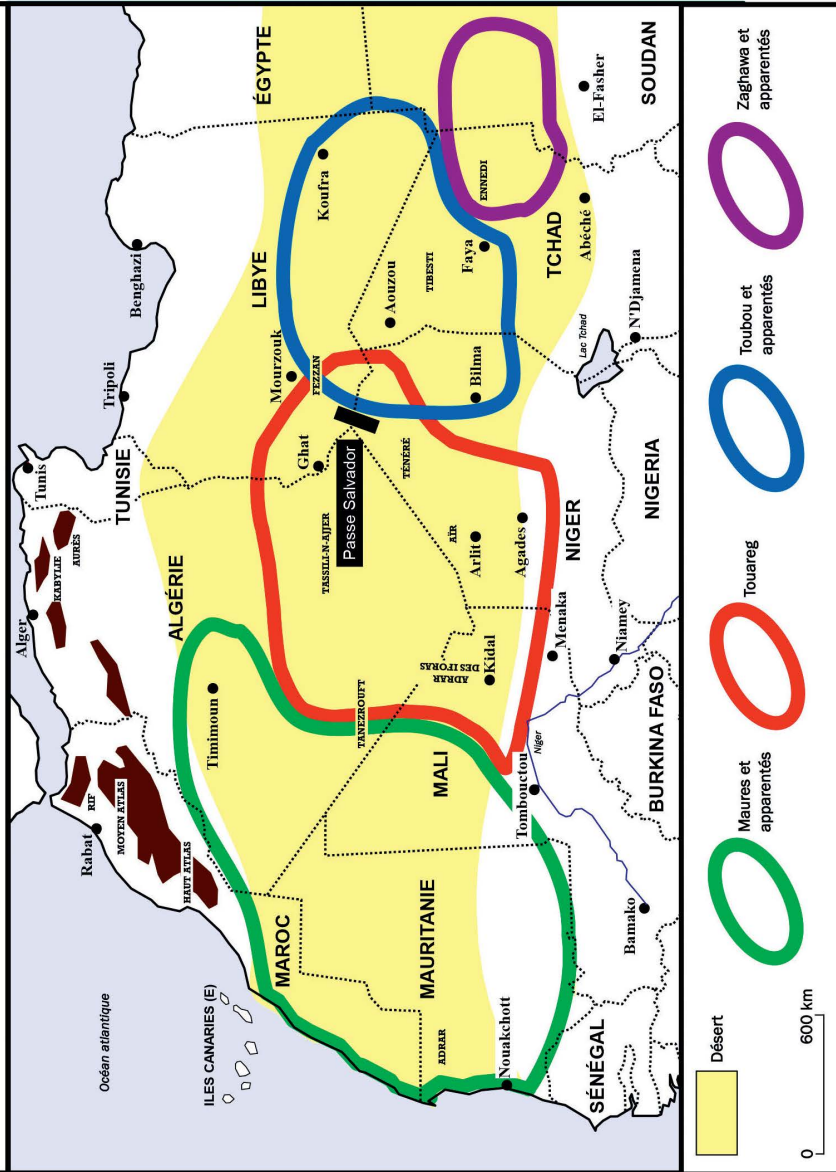 Océan atlantique
ILES CANARIES (E)
Rabat
RIF
MOYEN ATLAS
HAUT ATLAS
Alger
KABYLIE
AURÈS
Tunis
TUNISIE
Tripoli
Benghazi
MAROC
ALGÉRIE
LIBYE
ÉGYPTE
Timimoun
Ghat
Mourzouk
FEZZAN
Koufra
TASSILI-N-AJJER
Passe Salvador
TANEZROUFT
Aouzou
TIBESTI
TÉNÉRÉ
MAURITANIE
ADRAR
MALI
ADRAR
DES IFORAS
Kidal
AÏR
Arlit
Agades
Bilma
Faya
ENNEDI
Nouakchott
Tombouctou
Niger
Menaka
NIGER
TCHAD
Abéché
El-Fasher
Lac Tchad
N'Djamena
Niamey
SÉNÉGAL
Bamako
BURKINA FASO
NIGERIA
SOUDAN
Désert
0
600 km
Maures et
apparentés
Touareg
Toubou et
apparentés
Zaghawa et
apparentés